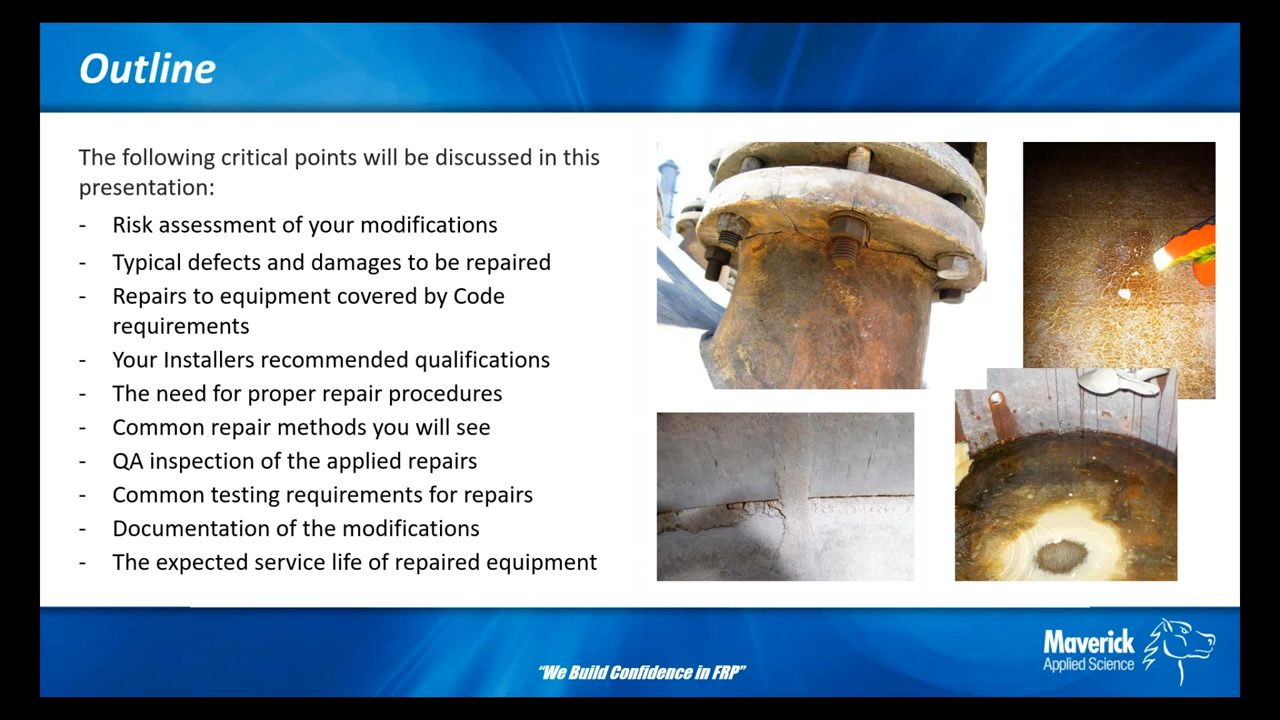 Outline
The following critical points will be discussed in this
presentation:
- Risk assessment of your modifications
- Typical defects and damages to be repaired
- Repairs to equipment covered by Code
requirements
- Your Installers recommended qualifications
- The need for proper repair procedures
- Common repair methods you will see
- QA inspection of the applied repairs
- Common testing requirements for repairs
- Documentation of the modifications
- The expected service life of repaired equipment
“We Build Confidence in FRP”
Maverick
Applied Science